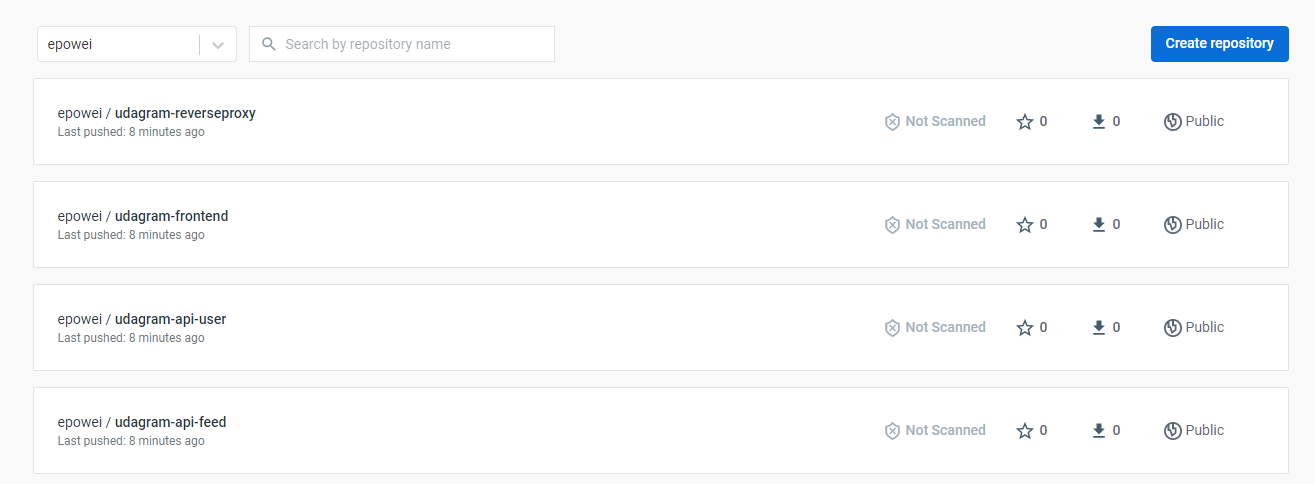 epowei
Search by repository name
Create repository
epowei / udagram-reverseproxy
Last pushed: 8 minutes ago
Not Scanned
0
0
Public
epowei / udagram-frontend
Last pushed: 8 minutes ago
Not Scanned
0
0
Public
epowei / udagram-api-user
Last pushed: 8 minutes ago
Not Scanned
0
0
Public
epowei / udagram-api-feed
Last pushed: 8 minutes ago
Not Scanned
0
0
Public